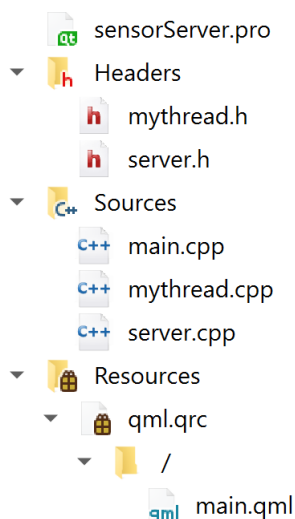 sensorServer.pro
Headers
mythread.h
server.h
Sources
main.cpp
mythread.cpp
server.cpp
Resources
qml.qrc
/
main.qml